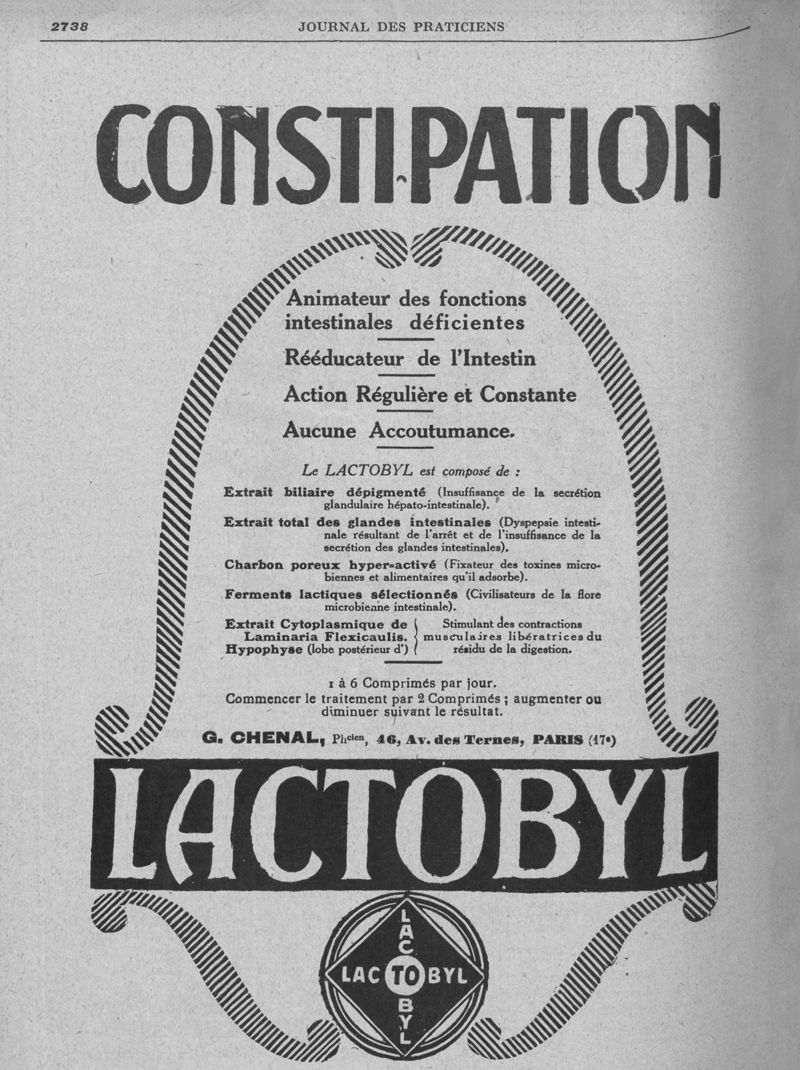 2738
JOURNAL DES PRATICIENS
CONSTIPATION
Animateur des fonctions
intestinales déficientes
Rééducateur de l'Intestin
Action Régulière et Constante
Aucune Accoutumance.
Le LACTOBYL est composé de :
Extrait biliaire dépigmenté (Insuffisance de la secrétion
glandulaire hépato-intestinale).
Extrait total des glandes intestinales (Dyspepsie intesti-
nale résultant de l'arrêt et de l'insuffisance de la
secrétion des glandes intestinales).
Charbon poreux hyper-activé (Fixateur des toxines micro-
biennes et alimentaires qu'il adsorbe).
Ferments lactiques sélectionnés (Civilisateurs de la flore
microbienne intestinale).
Extrait Cytoplasmique de
Laminaria Flexicaulis.
Hypophyse (lobe postérieur d')
Stimulant des contractions
musculaires libératrices du
résidu de la digestion.
1 à 6 Comprimés par jour.
Commencer le traitement par 2 Comprimés ; augmenter ou
diminuer suivant le résultat.
G. CHENAL, Phcien, 46, Av. des Ternes, PARIS (17e)
LACTOBYL
LACTOBYL
LACTOBYL